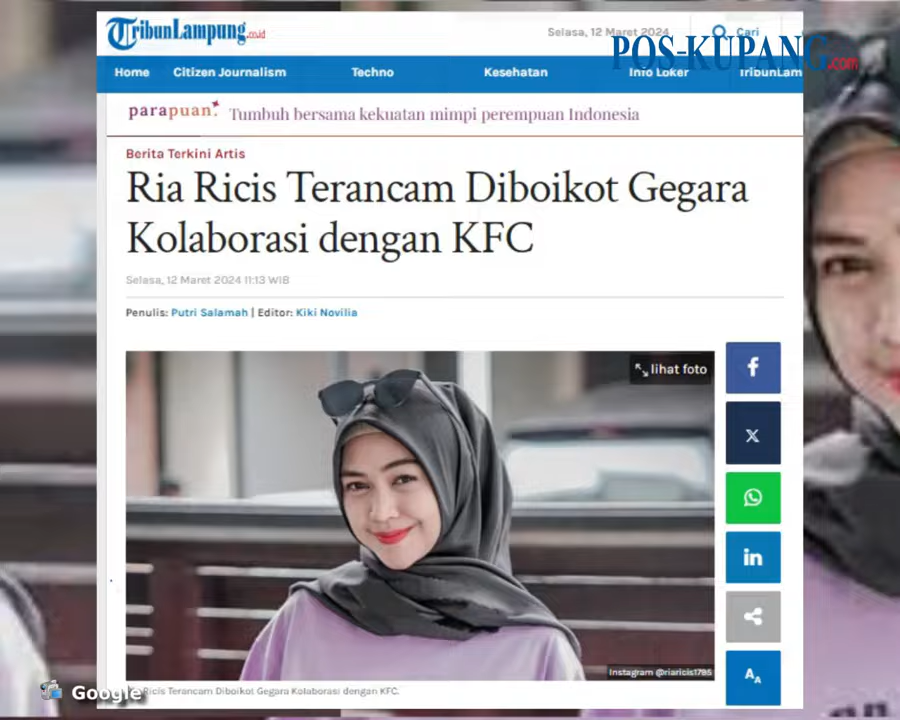 TribunLampung.co.id
Selasa, 12 Maret 2024
Cari
POS-KUPANG.com
Home Citizen Journalism Techno Kesehatan Info Loker TribunLam
parapuan. Tumbuh bersama kekuatan mimpi perempuan Indonesia
Berita Terkini Artis
Ria Ricis Terancam Diboikot Gegara
Kolaborasi dengan KFC
Selasa, 12 Maret 2024 11:13 WIB
Penulis: Putri Salamah | Editor: Kiki Novilia
lihat foto
f
X
in
Instagram @riaricis1795
AA
Google
Ricis Terancam Diboikot Gegara Kolaborasi dengan KFC.